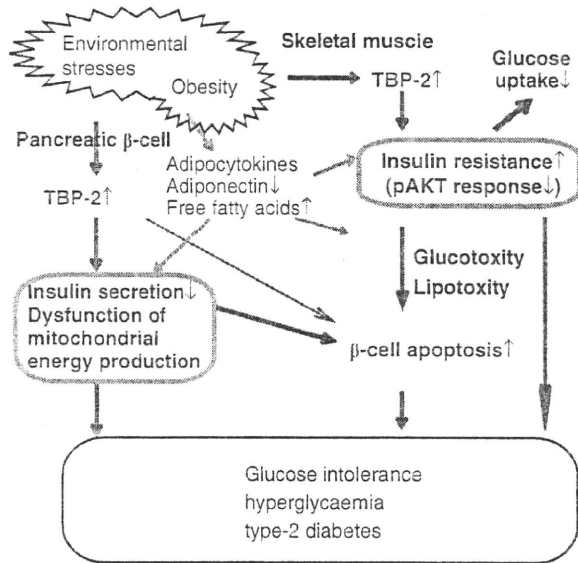 Environmental
stresses
Obesity
Skeletal muscie
TBP-2↑
Glucose
uptake↓
Pancreatic β-cell
TBP-2↑
Adipocytokines
Adiponectin↓
Free fatty acids↑
Insulin resistance↑
(pAKT response↓)
Glucotoxity
Lipotoxity
Insulin secretion↓
Dysfunction of
mitochondrial
energy production
β-cell apoptosis↑
Glucose intolerance
hyperglycaemia
type-2 diabetes